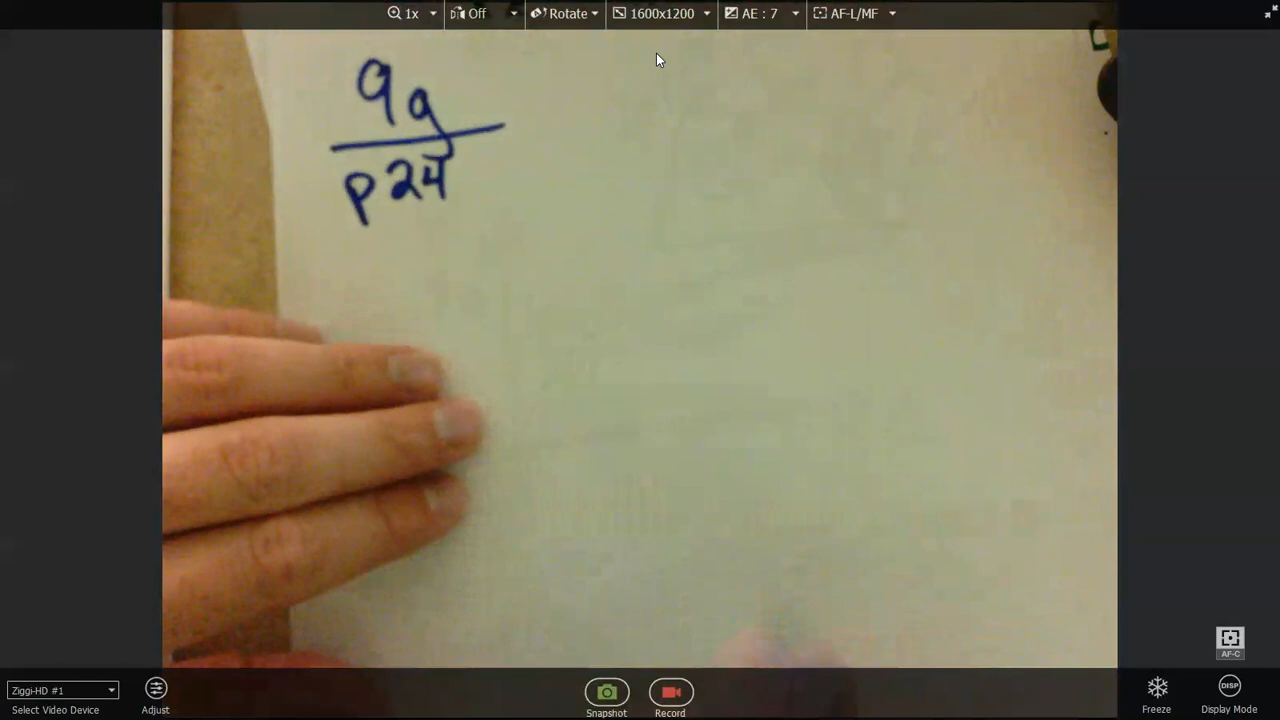 1x
Off
Rotate
1600x1200
AE : 7
AF-L/MF
9a
p24
AF-C
Ziggi-HD #1
Select Video Device
Adjust
Snapshot
Record
Freeze
DISP
Display Mode